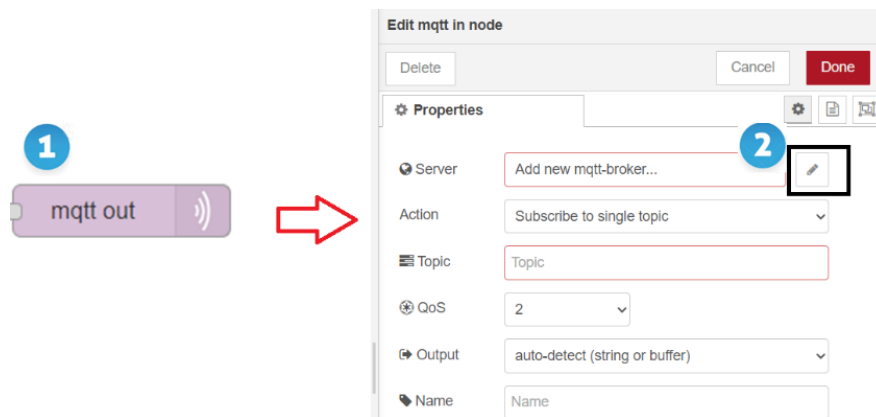 Edit mqtt in node
Delete
Cancel
Done
Properties
1
2
Server
Add new mqtt-broker...
mqtt out
Action
Subscribe to single topic
Topic
Topic
QoS
2
Output
auto-detect (string or buffer)
Name
Name